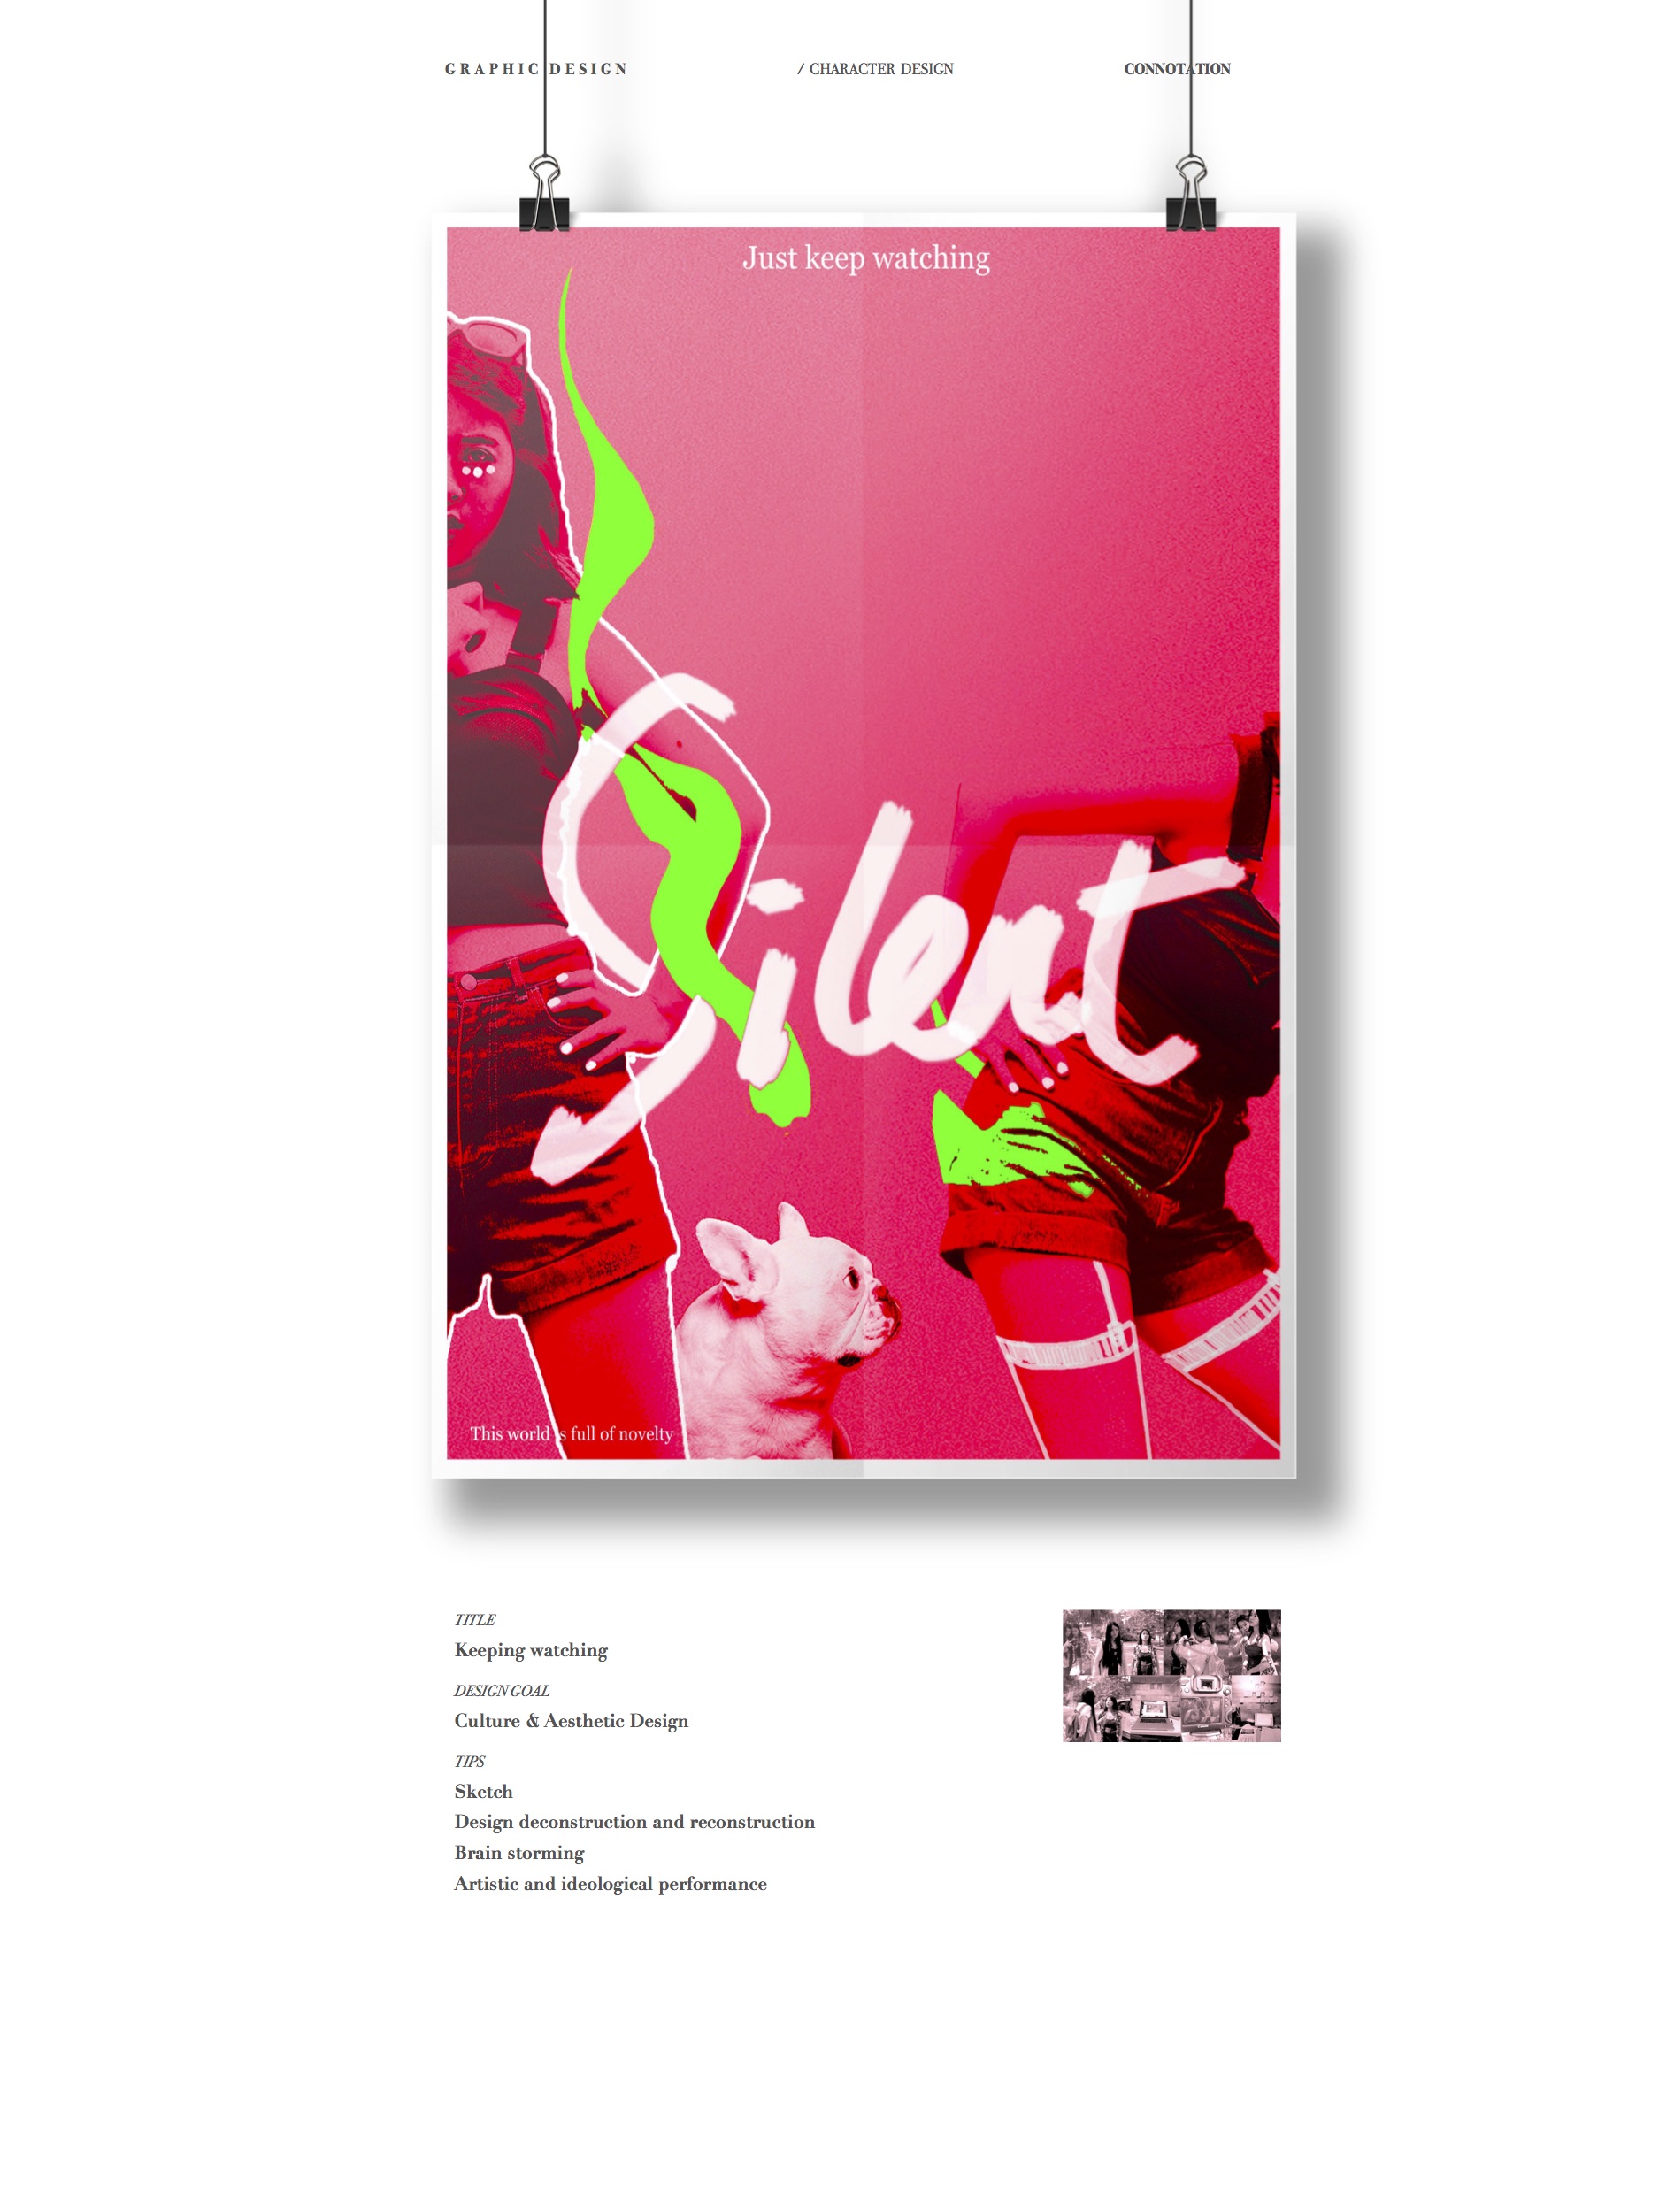 GRAPHIC DESIGN
/ CHARACTER DESIGN
CONNOTATION
Just keep watching
Silent
This world is full of novelty
TITLE
Keeping watching
DESIGN GOAL
Culture & Aesthetic Design
TIPS
Sketch
Design deconstruction and reconstruction
Brain storming
Artistic and ideological performance